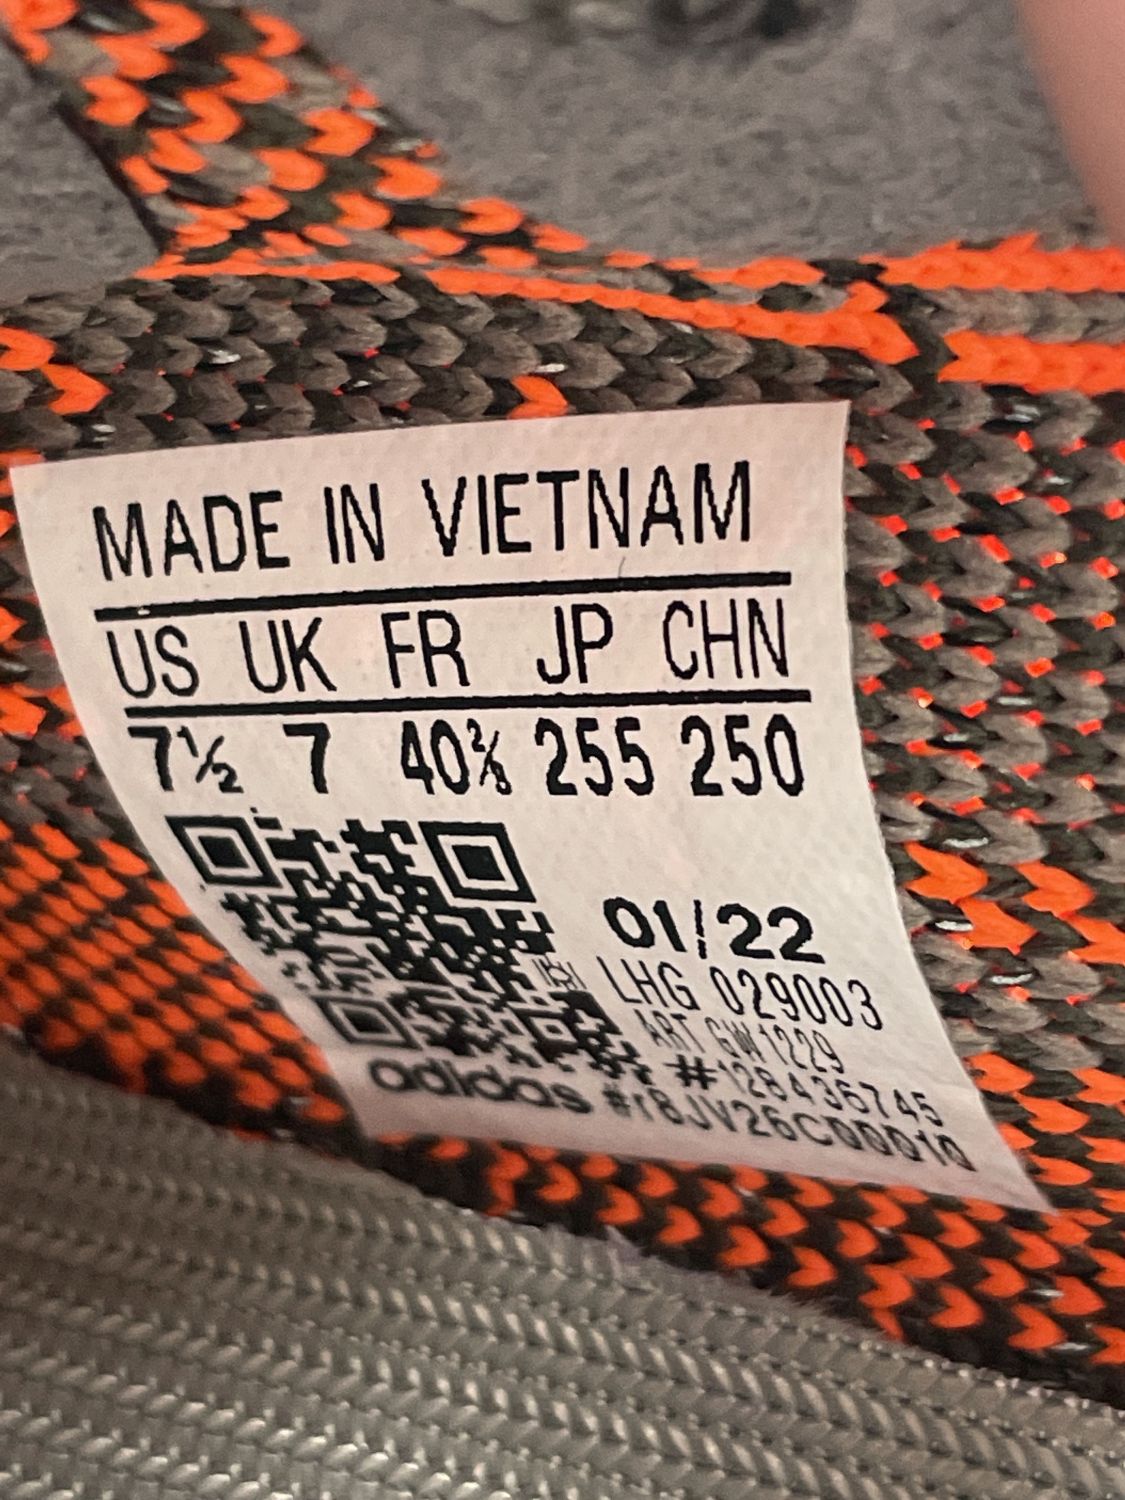 MADE IN VIETNAM
US UK FR JP CHN
7½ 7 40⅔ 255 250
01/22
LHG 029003
ART GW1229
#128436745
adidas #r8JV26C00010